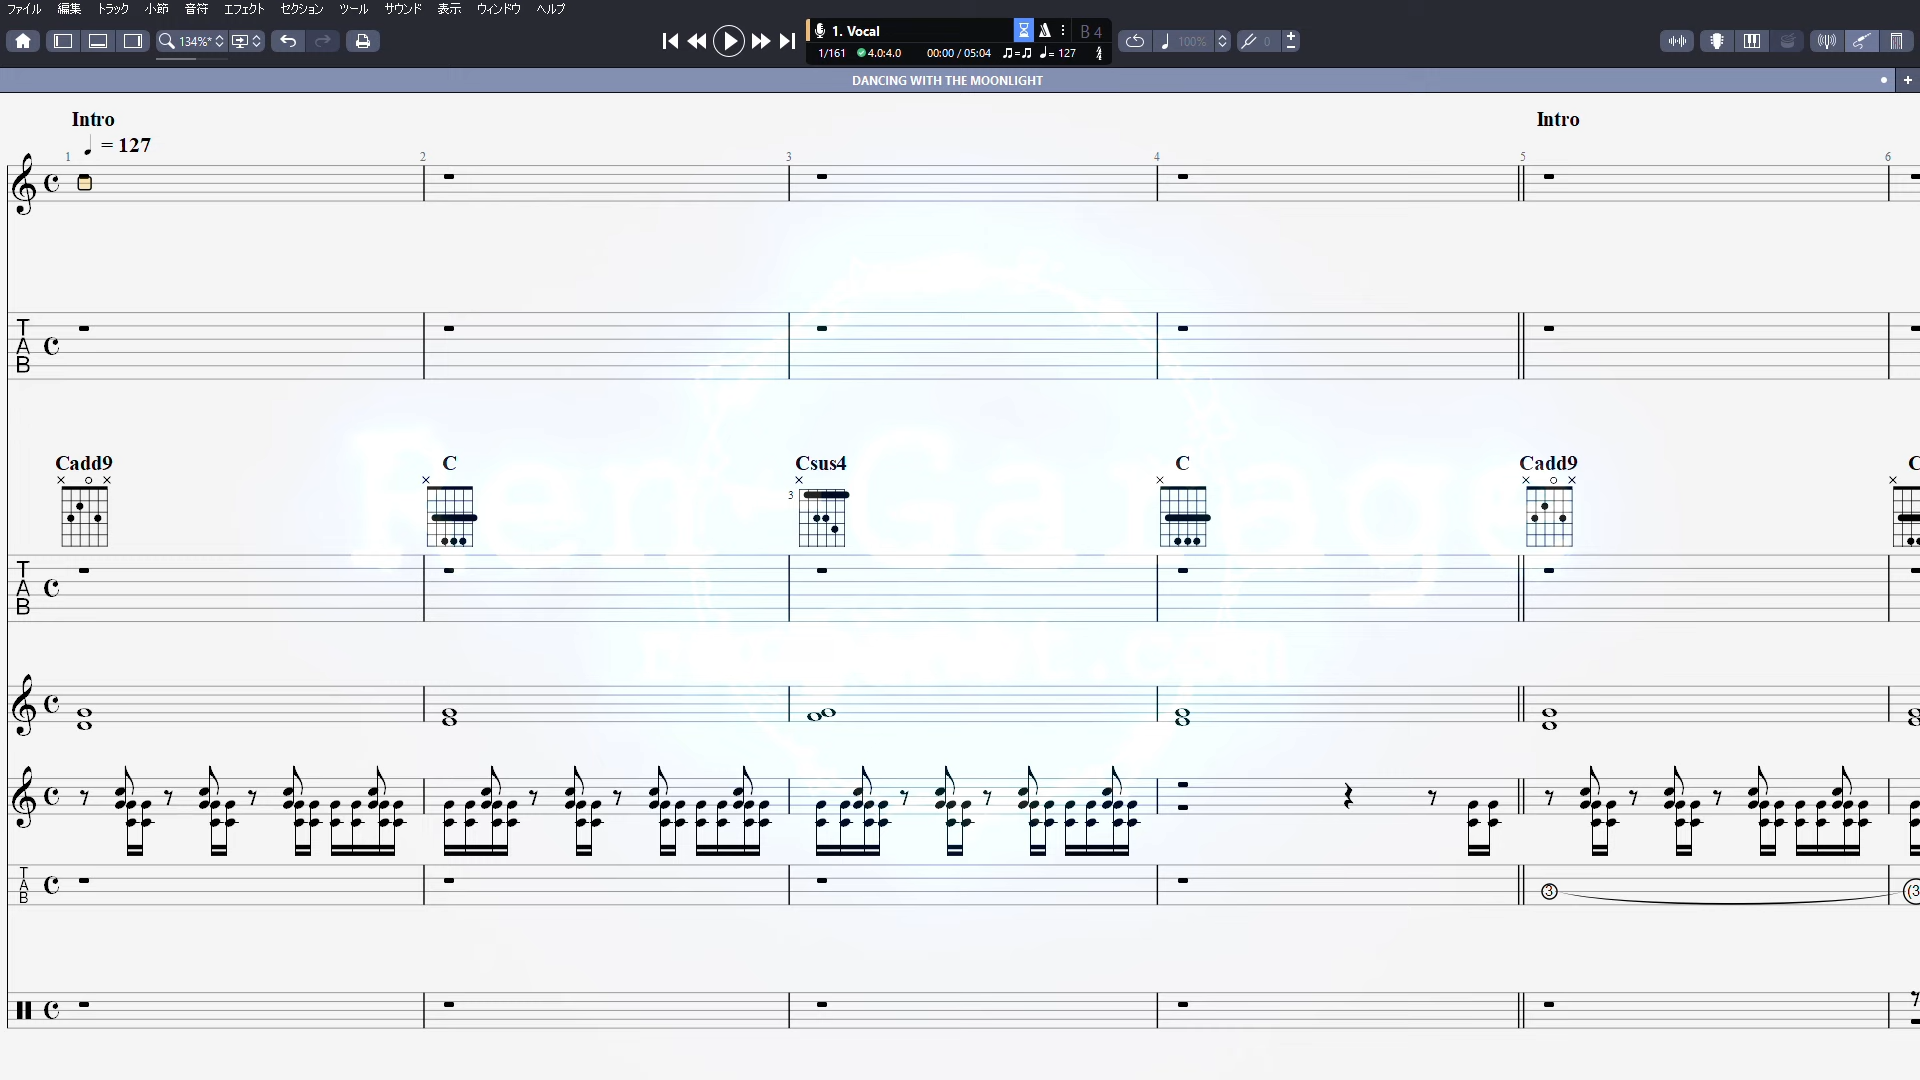 ファイル 編集 トラック 小節 音符 エフェクト セクション ツール サウンド 表示 ウィンドウ ヘルプ
134%*
1. Vocal
B 4
1/161 4.0:4.0 00:00 / 05:04 = 127
100%
0
DANCING WITH THE MOONLIGHT
Intro Intro
= 127
1 2 3 4 5 6
T
A
B
Cadd9 C Csus4 C Cadd9 C
3
T
A
B
T
A
B
3 (3
Ren Garage